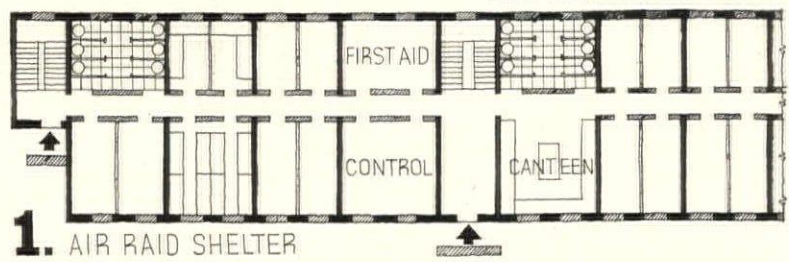 FIRST AID
CONTROL
CANTEEN
1. AIR RAID SHELTER